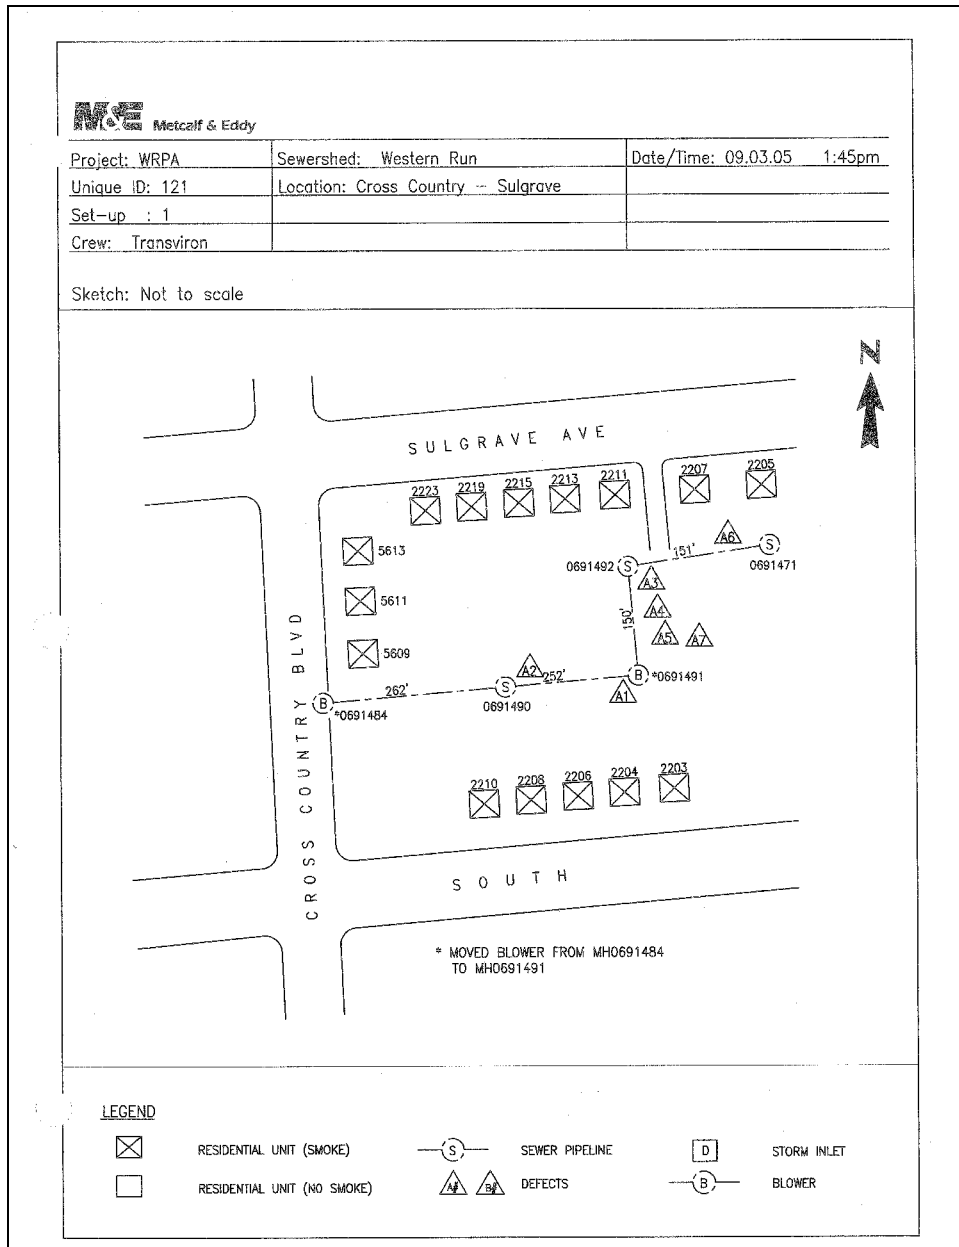 M&E Metcalf & Eddy
Project: WRPA Sewershed: Western Run Date/Time: 09.03.05 1:45pm
Unique ID: 121 Location: Cross Country - Sulgrave
Set-up : 1
Crew: Transviron
Sketch: Not to scale
N
SULGRAVE AVE
2223 2219 2215 2213 2211 2207 2205
5613
5611
5609
A6
S
151'
0691492 S
0691471
A3
A4
150'
A5 A7
A2
252'
B *0691491
262'
S
A1
B *0691484
0691490
CROSS COUNTRY BLVD
2210 2208 2206 2204 2203
SOUTH
* MOVED BLOWER FROM MH0691484
TO MH0691491
LEGEND
RESIDENTIAL UNIT (SMOKE) S SEWER PIPELINE D STORM INLET
RESIDENTIAL UNIT (NO SMOKE) A# B# DEFECTS B BLOWER